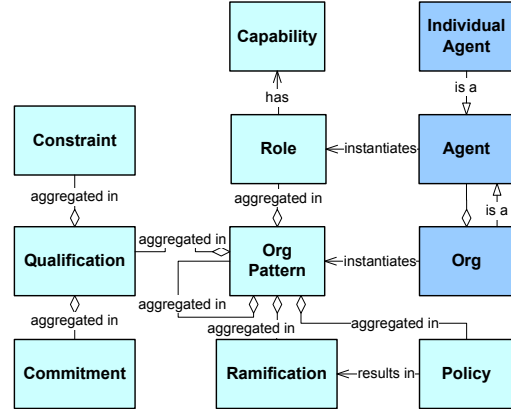 Capability
Individual
Agent
has
is a
Constraint
Role
instantiates
Agent
aggregated in
aggregated in
is a
Qualification
aggregated in
Org
Pattern
instantiates
Org
aggregated in
aggregated in
aggregated in
aggregated in
Commitment
Ramification
results in
Policy